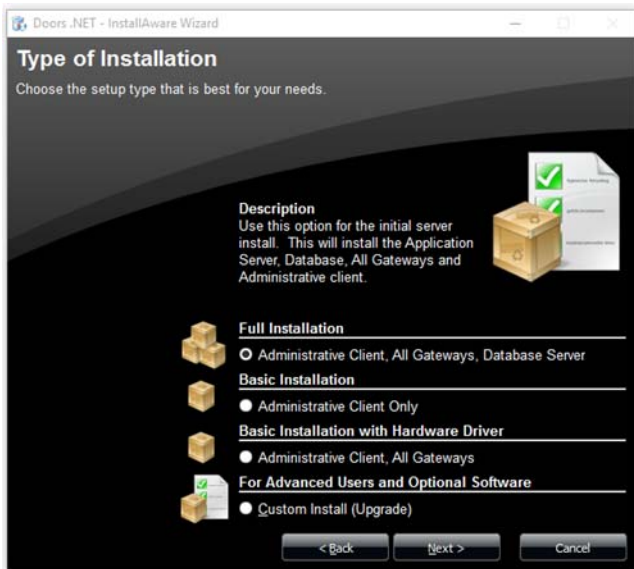 Doors .NET - InstallAware Wizard
Type of Installation
Choose the setup type that is best for your needs.
Description
Use this option for the initial server
install. This will install the Application
Server, Database, All Gateways and
Administrative client.
Full Installation
Administrative Client, All Gateways, Database Server
Basic Installation
Administrative Client Only
Basic Installation with Hardware Driver
Administrative Client, All Gateways
For Advanced Users and Optional Software
Custom Install (Upgrade)
< Back
Next >
Cancel